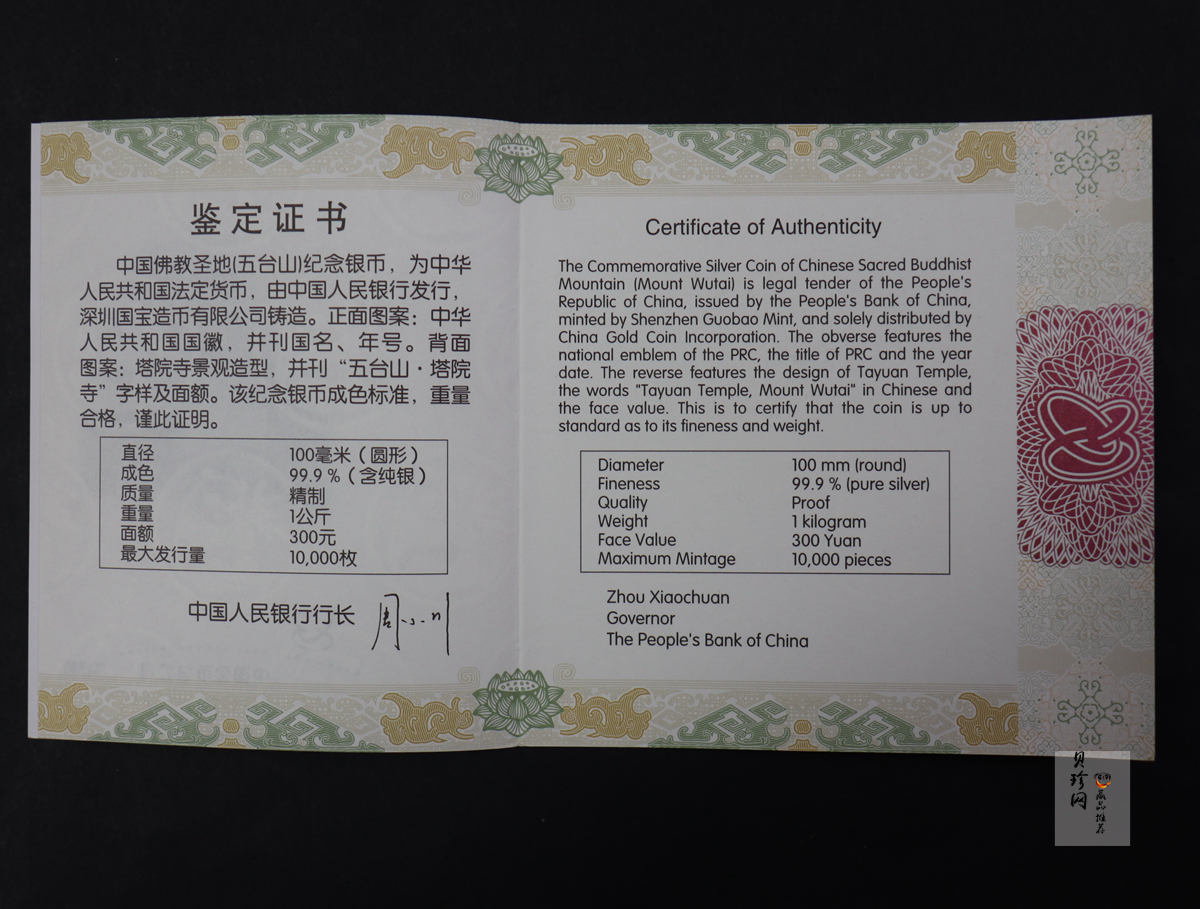 鉴定证书
中国佛教圣地(五台山)纪念银币，为中华
人民共和国法定货币，由中国人民银行发行，
深圳国宝造币有限公司铸造。正面图案：中华
人民共和国国徽，并刊国名、年号。背面
图案：塔院寺景观造型，并刊“五台山·塔院
寺”字样及面额。该纪念银币成色标准，重量
合格，谨此证明。
直径 100毫米（圆形）
成色 99.9％（含纯银）
质量 精制
重量 1公斤
面额 300元
最大发行量 10,000枚
中国人民银行行长 周小川
Certificate of Authenticity
The Commemorative Silver Coin of Chinese Sacred Buddhist
Mountain (Mount Wutai) is legal tender of the People's
Republic of China, issued by the People's Bank of China,
minted by Shenzhen Guobao Mint, and solely distributed by
China Gold Coin Incorporation. The obverse features the
national emblem of the PRC, the title of PRC and the year
date. The reverse features the design of Tayuan Temple,
the words "Tayuan Temple, Mount Wutai" in Chinese and
the face value. This is to certify that the coin is up to
standard as to its fineness and weight.
Diameter 100 mm (round)
Fineness 99.9 % (pure silver)
Quality Proof
Weight 1 kilogram
Face Value 300 Yuan
Maximum Mintage 10,000 pieces
Zhou Xiaochuan
Governor
The People's Bank of China
贝珍网
藏品推荐